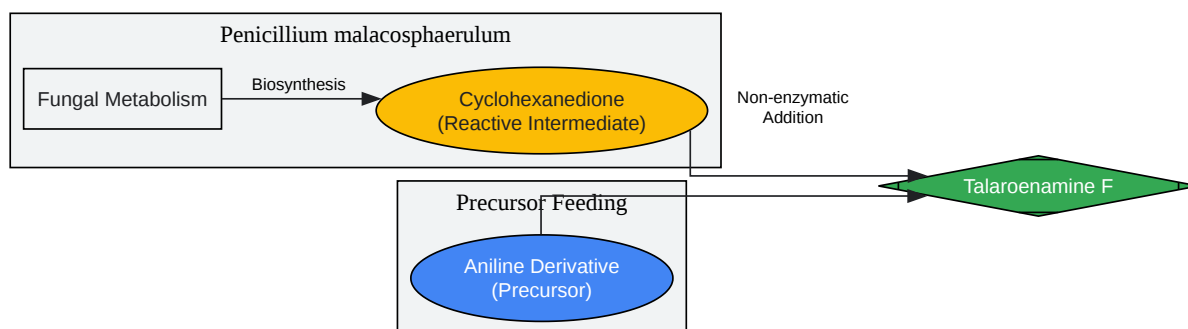 Penicillium malacosphaerulum
Fungal Metabolism
Biosynthesis
Cyclohexanedione
(Reactive Intermediate)
Non-enzymatic
Addition
Talaroenamine F
Precursor Feeding
Aniline Derivative
(Precursor)